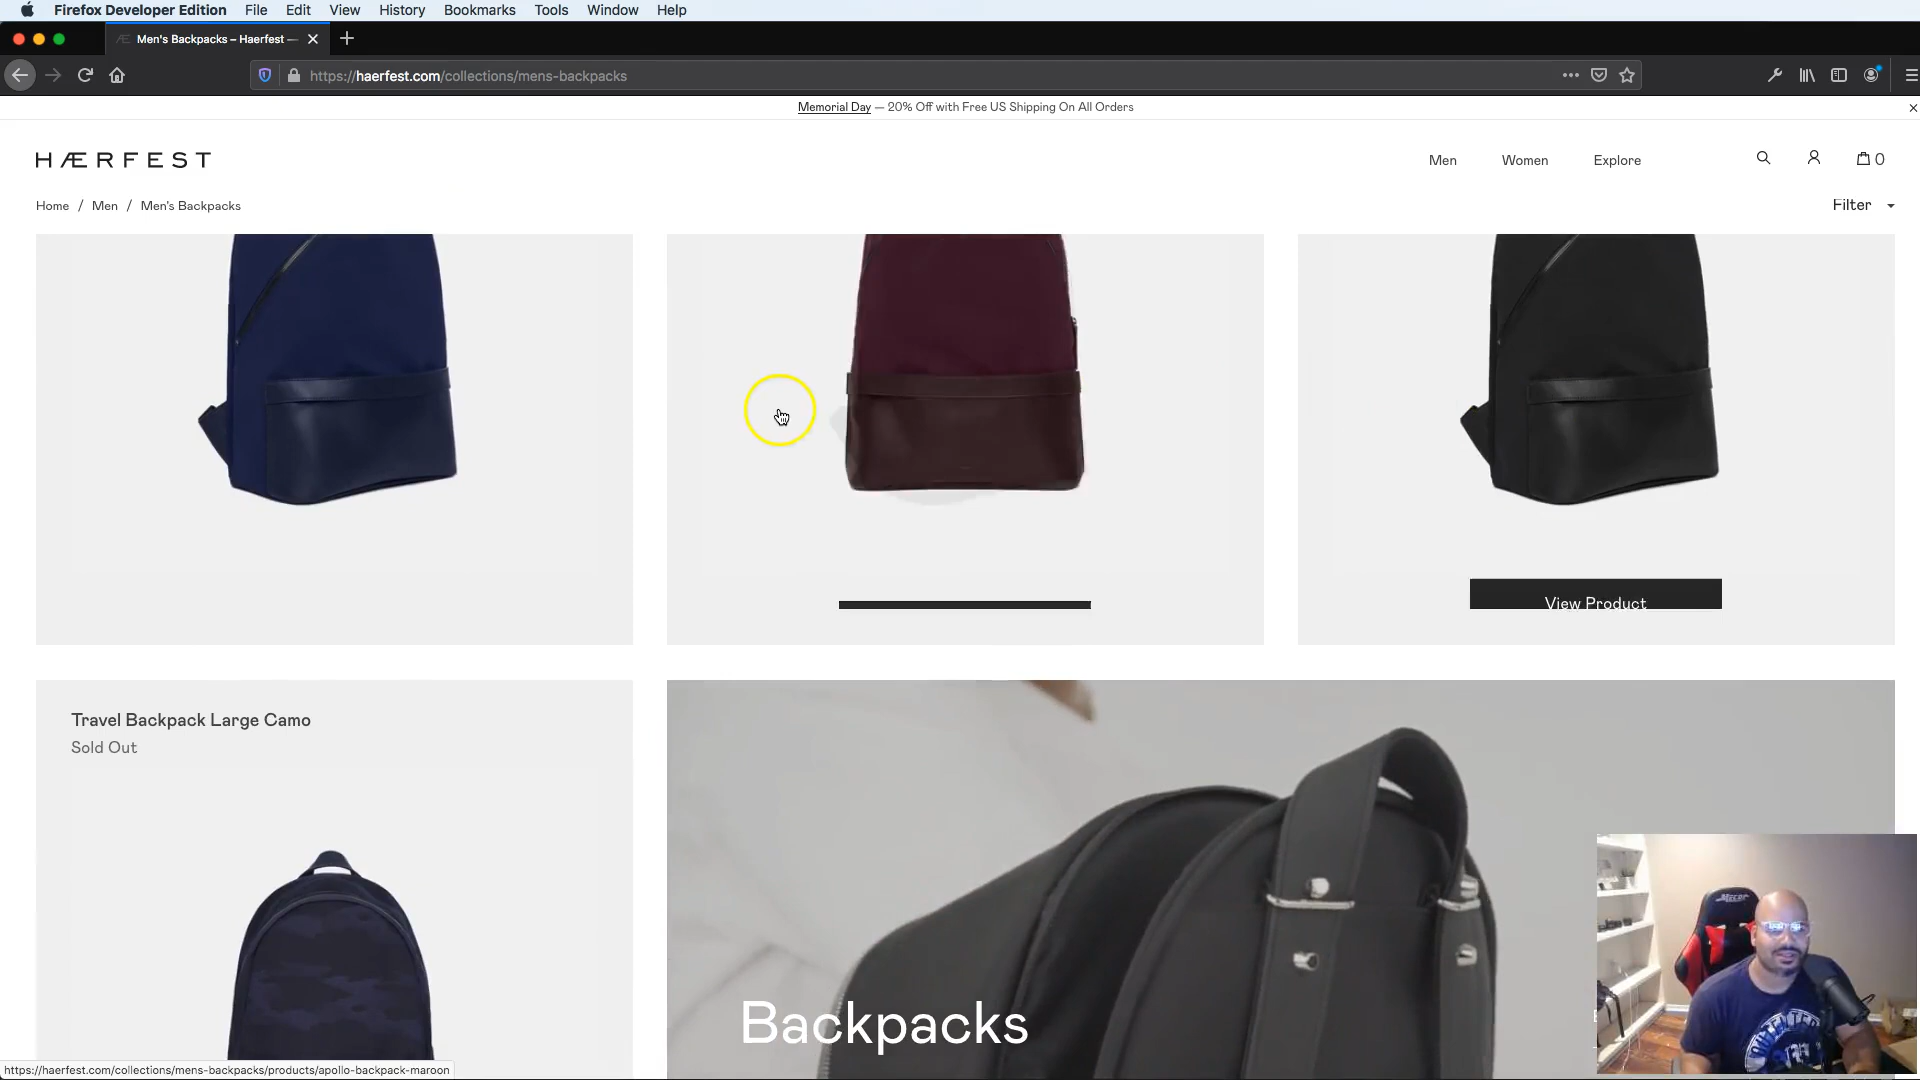 Firefox Developer Edition File Edit View History Bookmarks Tools Window Help
Men's Backpacks – Haerfest —
https://haerfest.com/collections/mens-backpacks
Memorial Day — 20% Off with Free US Shipping On All Orders
HÆRFEST
Men Women Explore 0
Home / Men / Men's Backpacks
Filter
View Product
Travel Backpack Large Camo
Sold Out
Backpacks
https://haerfest.com/collections/mens-backpacks/products/apollo-backpack-maroon